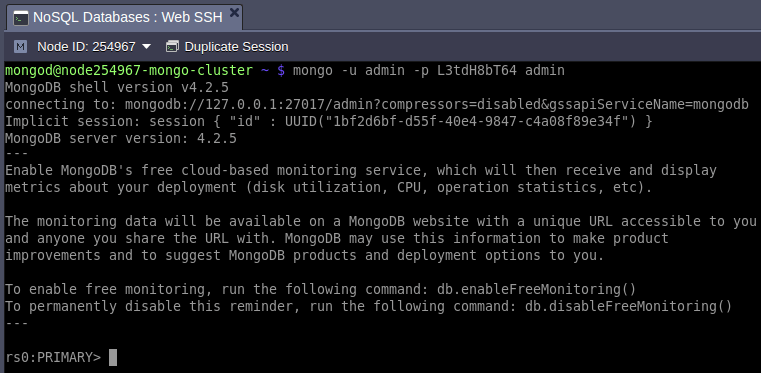 NoSQL Databases : Web SSH
M Node ID: 254967 Duplicate Session
mongod@node254967-mongo-cluster ~ $ mongo -u admin -p L3tdH8bT64 admin
MongoDB shell version v4.2.5
connecting to: mongodb://127.0.0.1:27017/admin?compressors=disabled&gssapiServiceName=mongodb
Implicit session: session { "id" : UUID("1bf2d6bf-d55f-40e4-9847-c4a08f89e34f") }
MongoDB server version: 4.2.5
---
Enable MongoDB's free cloud-based monitoring service, which will then receive and display
metrics about your deployment (disk utilization, CPU, operation statistics, etc).

The monitoring data will be available on a MongoDB website with a unique URL accessible to you
and anyone you share the URL with. MongoDB may use this information to make product
improvements and to suggest MongoDB products and deployment options to you.

To enable free monitoring, run the following command: db.enableFreeMonitoring()
To permanently disable this reminder, run the following command: db.disableFreeMonitoring()
---

rs0:PRIMARY>